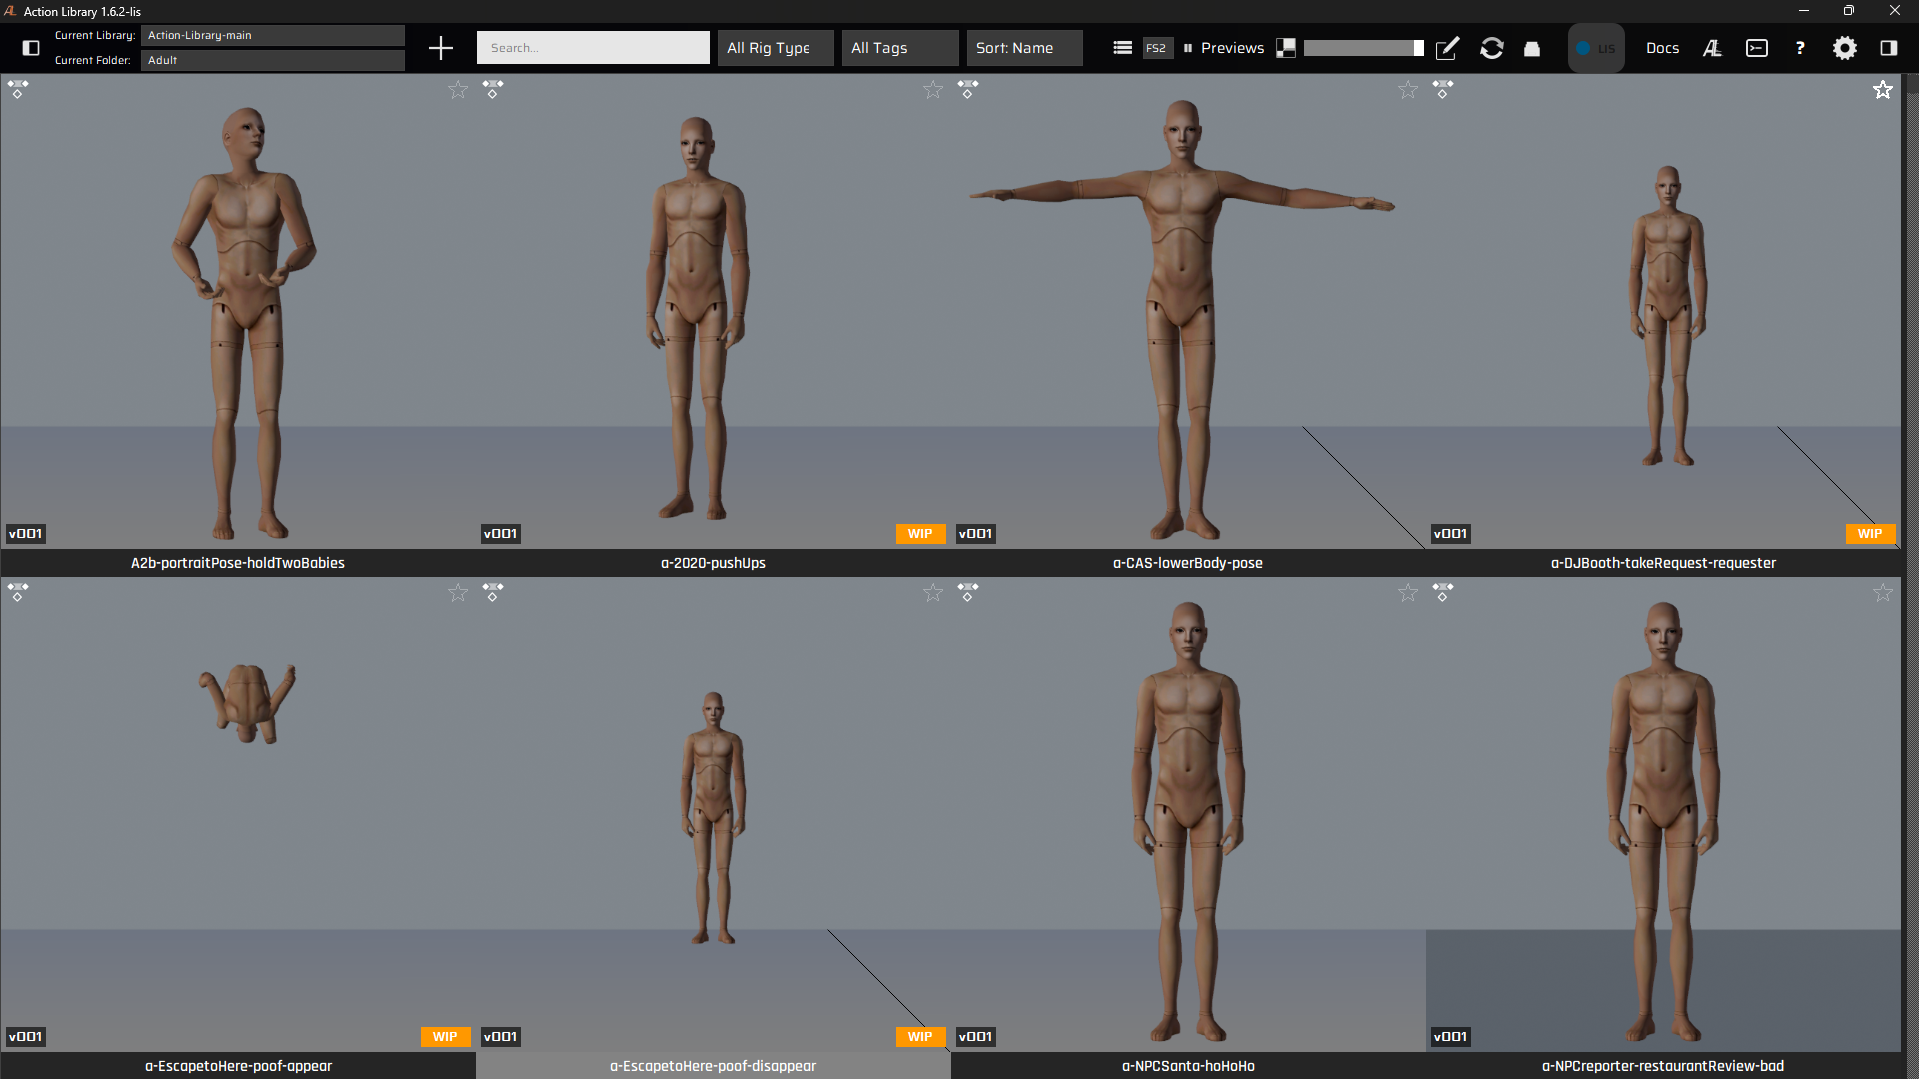 Action Library 1.6.2-lis
Current Library: Action-Library-main
Current Folder: Adult
Search...
All Rig Type
All Tags
Sort: Name
FS2
Previews
LIS
Docs
?
v001
v001
WIP
v001
v001
WIP
A2b-portraitPose-holdTwoBabies
a-2020-pushUps
a-CAS-lowerBody-pose
a-DJBooth-takeRequest-requester
v001
WIP
v001
WIP
v001
v001
a-EscapetoHere-poof-appear
a-EscapetoHere-poof-disappear
a-NPCSanta-hoHoHo
a-NPCreporter-restaurantReview-bad